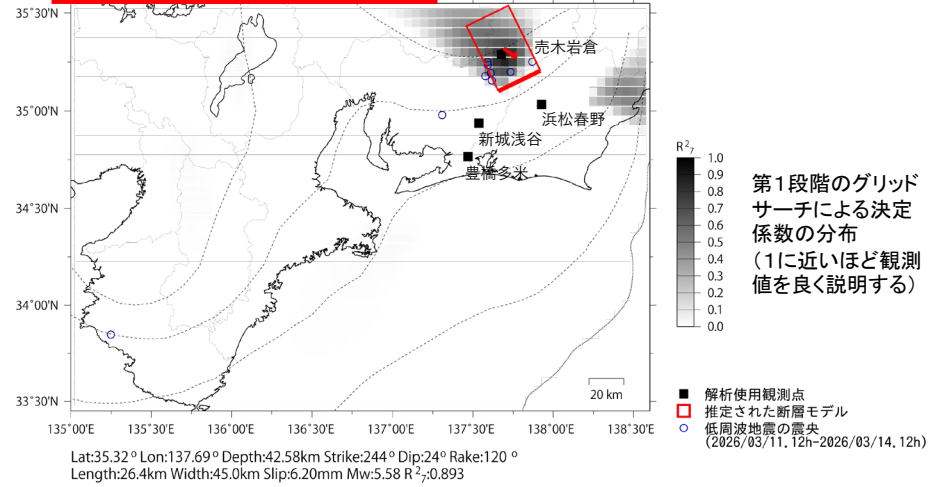 35°30'N
35°00'N
34°30'N
34°00'N
33°30'N
135°00'E 135°30'E 136°00'E 136°30'E 137°00'E 137°30'E 138°00'E 138°30'E
売木岩倉
浜松春野
新城浅谷
豊橋多米
20 km
R²₇
1.0
0.9
0.8
0.7
0.6
0.5
0.4
0.3
0.2
0.1
0.0
第1段階のグリッド
サーチによる決定
係数の分布
(1に近いほど観測
値を良く説明する)
解析使用観測点
推定された断層モデル
低周波地震の震央
(2026/03/11.12h-2026/03/14.12h)
Lat:35.32° Lon:137.69° Depth:42.58km Strike:244° Dip:24° Rake:120 °
Length:26.4km Width:45.0km Slip:6.20mm Mw:5.58 R²₇:0.893